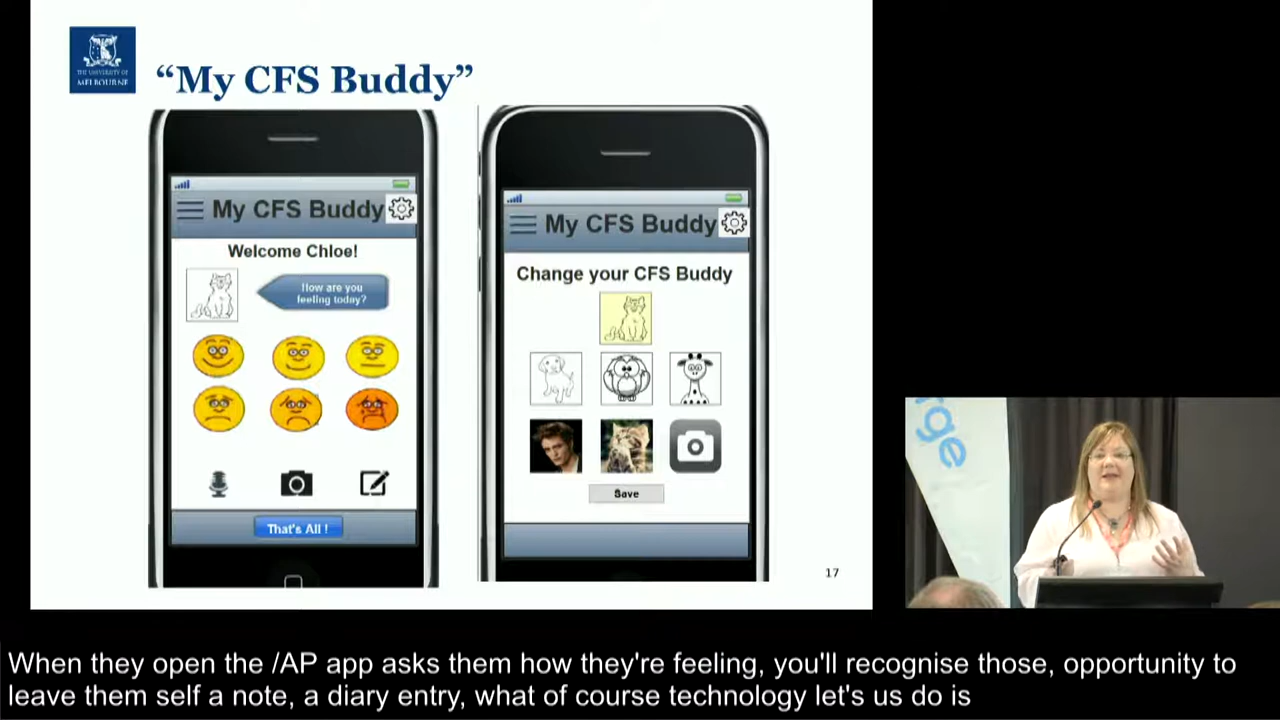 THE UNIVERSITY OF
MELBOURNE
“My CFS Buddy”
My CFS Buddy
Welcome Chloe!
How are you
feeling today?
That's All !
My CFS Buddy
Change your CFS Buddy
Save
17
rge
When they open the /AP app asks them how they're feeling, you'll recognise those, opportunity to
leave them self a note, a diary entry, what of course technology let's us do is